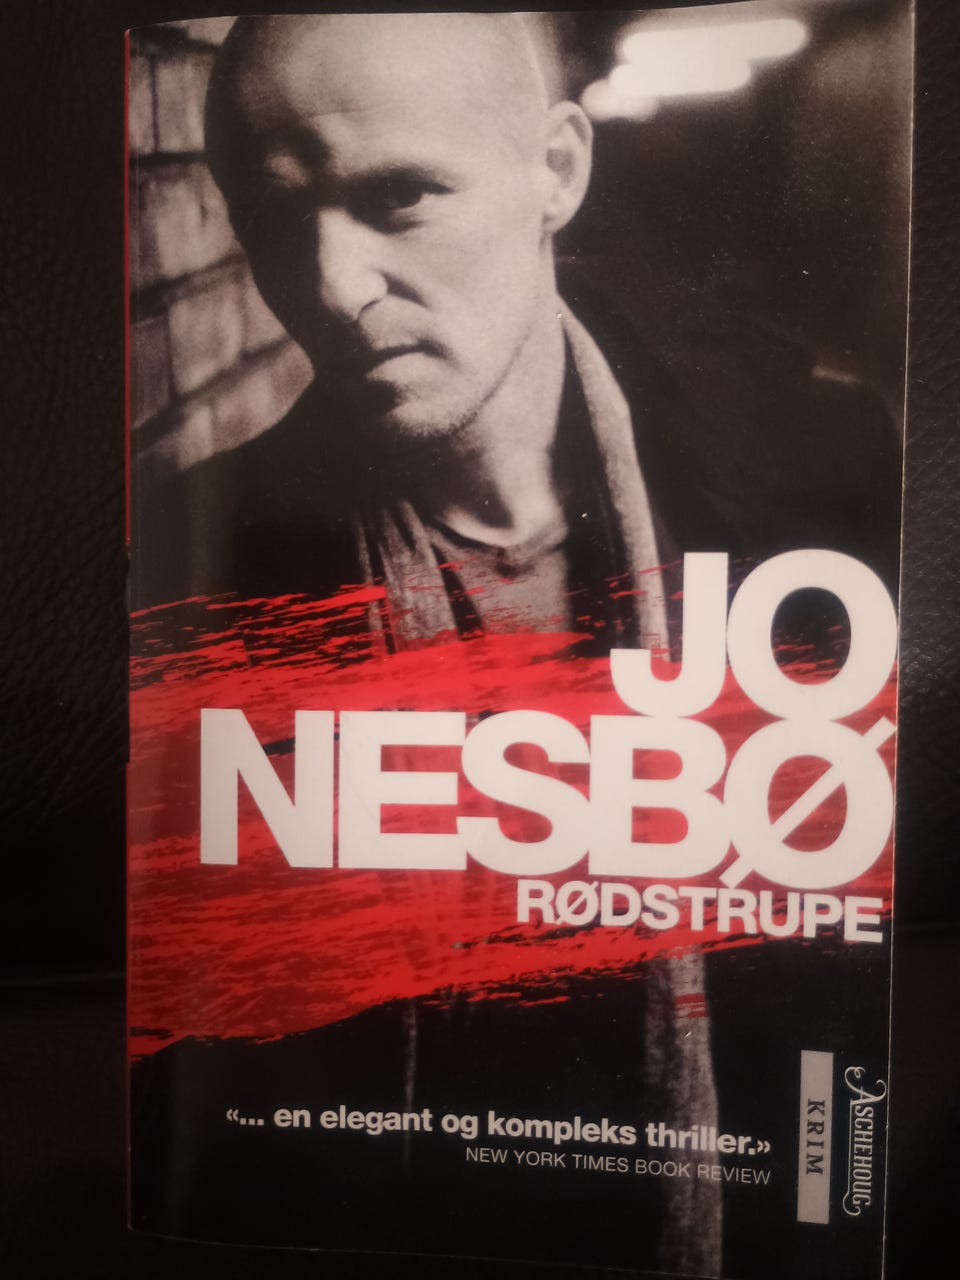 JO
NESBØ
RØDSTRUPE
«... en elegant og kompleks thriller.»
NEW YORK TIMES BOOK REVIEW
KRIM
ASCHEHOUG